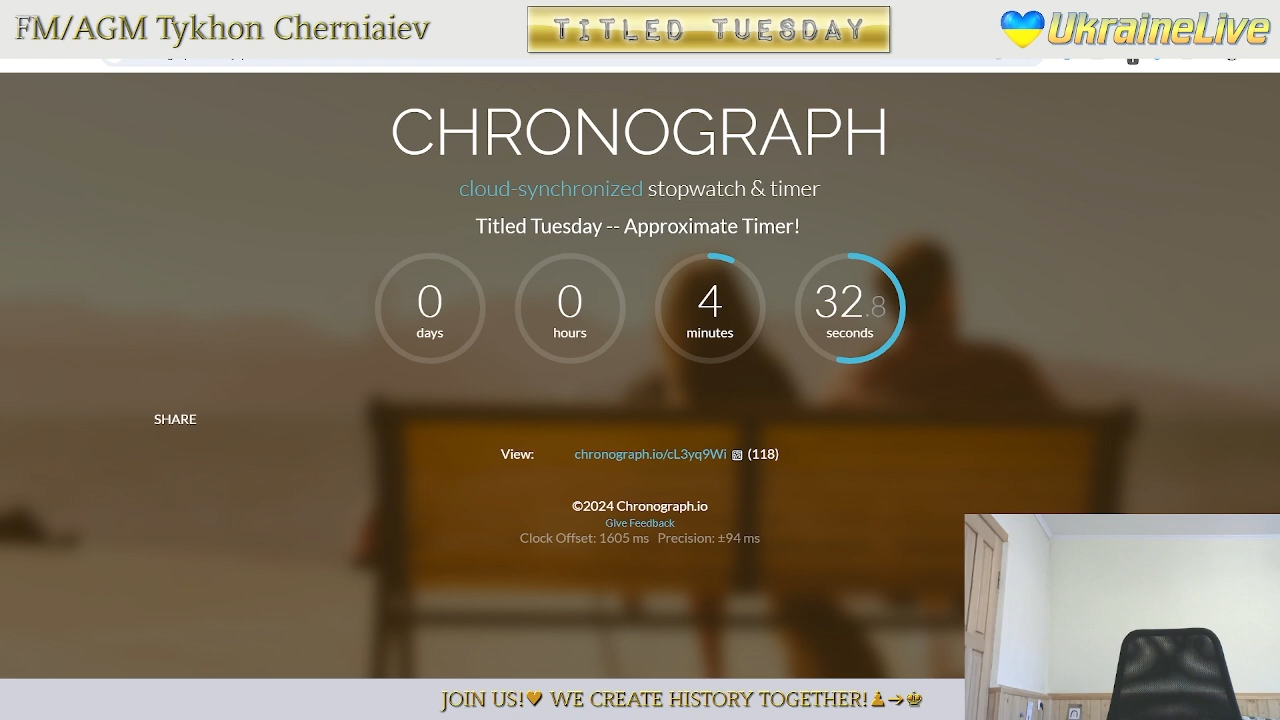 FM/AGM Tykhon Cherniaiev
TITLED TUESDAY
UkraineLive
CHRONOGRAPH
cloud-synchronized stopwatch & timer
Titled Tuesday -- Approximate Timer!
0 0 4 32.8
days hours minutes seconds
SHARE
View: chronograph.io/cL3yq9Wi (118)
©2024 Chronograph.io
Give Feedback
Clock Offset: 1605 ms Precision: ±94 ms
JOIN US!🧡 WE CREATE HISTORY TOGETHER!♟➔♚